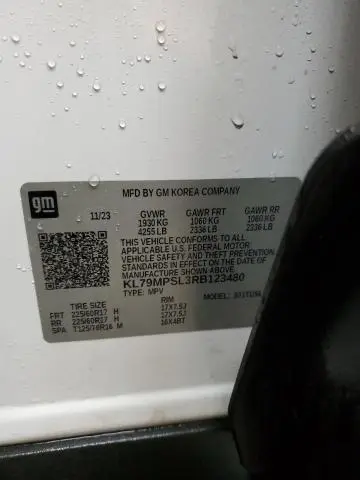 gm
MFD BY GM KOREA COMPANY
11/23 GVWR GAWR FRT GAWR RR
1930 KG 1060 KG 1060 KG
4255 LB 2336 LB 2336 LB
THIS VEHICLE CONFORMS TO ALL
APPLICABLE U.S. FEDERAL MOTOR
VEHICLE SAFETY AND THEFT PREVENTION
STANDARDS IN EFFECT ON THE DATE OF
MANUFACTURE SHOWN ABOVE.
KL79MPSL3RB123480
TYPE: MPV MODEL:
TIRE SIZE RIM
FRT 225/60R17 H 17X7.5J
RR 225/60R17 H 17X7.5J
SPA T125/70R16 M 16X4BT